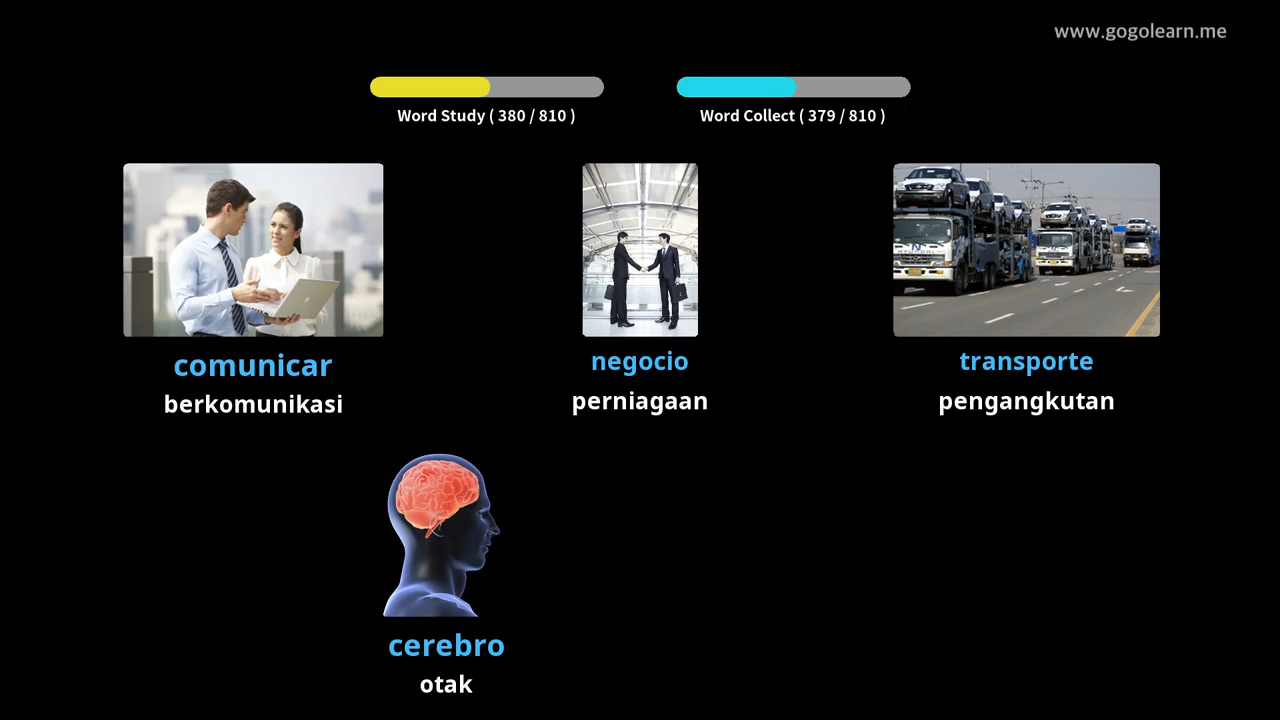 www.gogolearn.me
Word Study ( 380 / 810 )
Word Collect ( 379 / 810 )
comunicar
berkomunikasi
negocio
perniagaan
transporte
pengangkutan
cerebro
otak